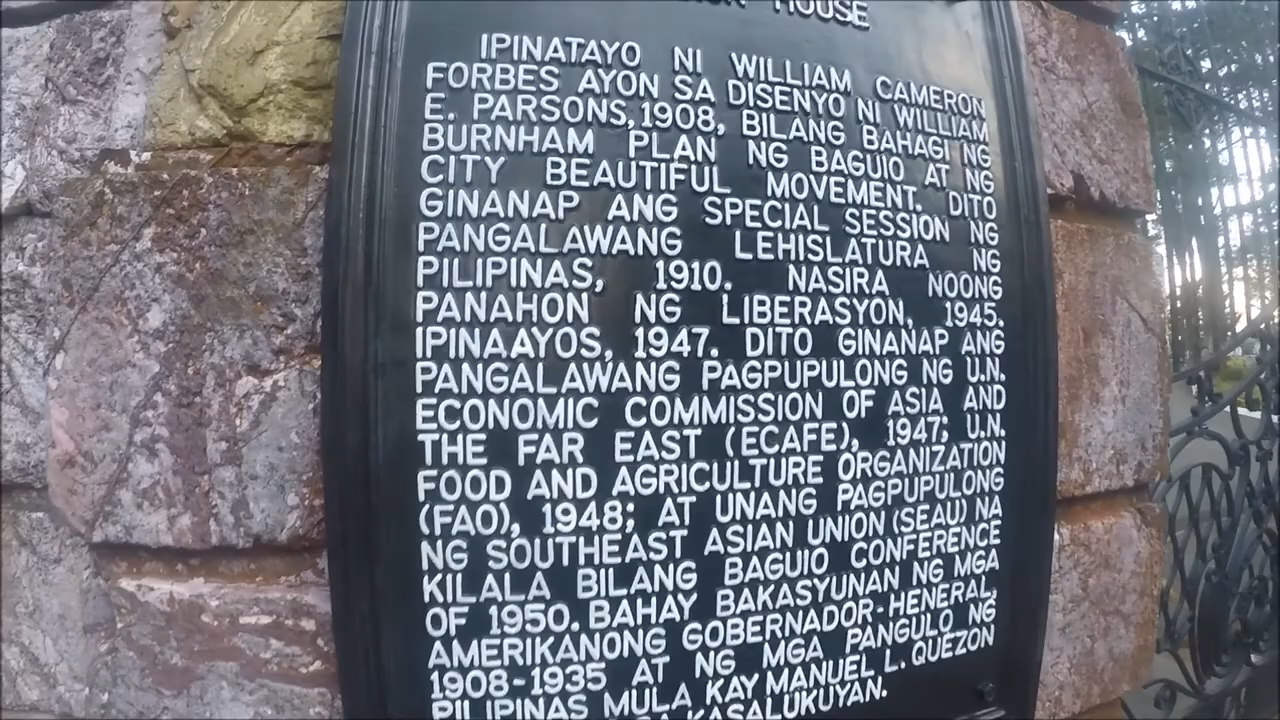 HOUSE
IPINATAYO NI WILLIAM CAMERON
FORBES AYON SA DISENYO NI WILLIAM
E. PARSONS, 1908, BILANG BAHAGI NG
BURNHAM PLAN NG BAGUIO AT NG
CITY BEAUTIFUL MOVEMENT. DITO
GINANAP ANG SPECIAL SESSION NG
PANGALAWANG LEHISLATURA NG
PILIPINAS, 1910. NASIRA NOONG
PANAHON NG LIBERASYON, 1945.
IPINAAYOS, 1947. DITO GINANAP ANG
PANGALAWANG PAGPUPULONG NG U.N.
ECONOMIC COMMISSION OF ASIA AND
THE FAR EAST (ECAFE), 1947; U.N.
FOOD AND AGRICULTURE ORGANIZATION
(FAO), 1948; AT UNANG PAGPUPULONG
NG SOUTHEAST ASIAN UNION (SEAU) NA
KILALA BILANG BAGUIO CONFERENCE
OF 1950. BAHAY BAKASYUNAN NG MGA
AMERIKANONG GOBERNADOR-HENERAL,
1908-1935 AT NG MGA PANGULO NG
PILIPINAS MULA KAY MANUEL L. QUEZON
KASALUKUYAN.